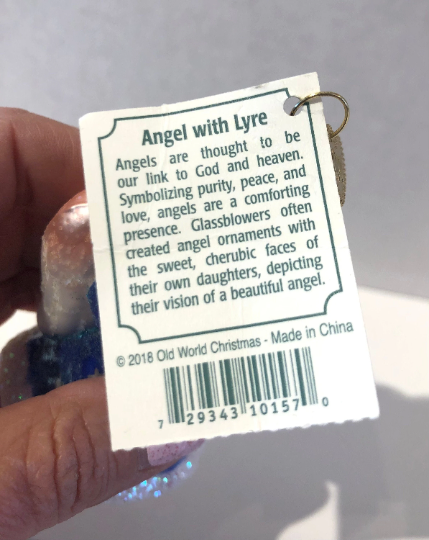 Angel with Lyre
Angels are thought to be
our link to God and heaven.
Symbolizing purity, peace, and
love, angels are a comforting
presence. Glassblowers often
created angel ornaments with
the sweet, cherubic faces of
their own daughters, depicting
their vision of a beautiful angel.
© 2018 Old World Christmas - Made in China
7 29343 10157 0